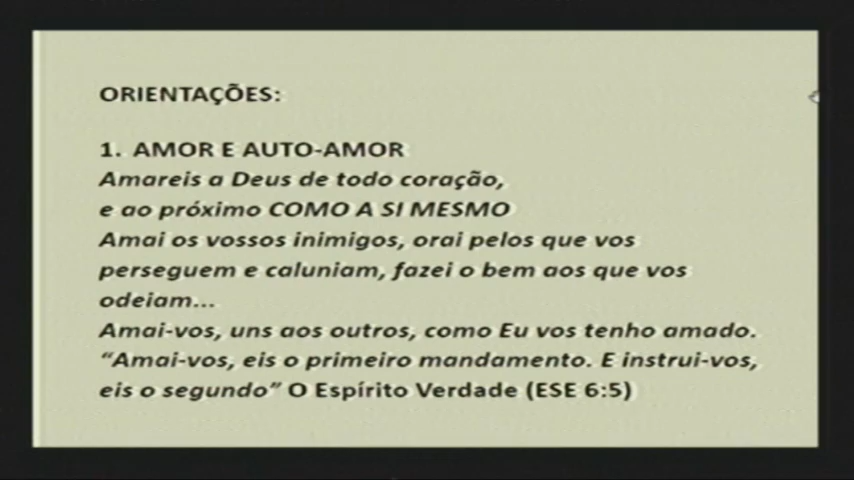 ORIENTAÇÕES:
1. AMOR E AUTO-AMOR
Amareis a Deus de todo coração,
e ao próximo COMO A SI MESMO
Amai os vossos inimigos, orai pelos que vos
perseguem e caluniam, fazei o bem aos que vos
odeiam...
Amai-vos, uns aos outros, como Eu vos tenho amado.
“Amai-vos, eis o primeiro mandamento. E instrui-vos,
eis o segundo” O Espírito Verdade (ESE 6:5)